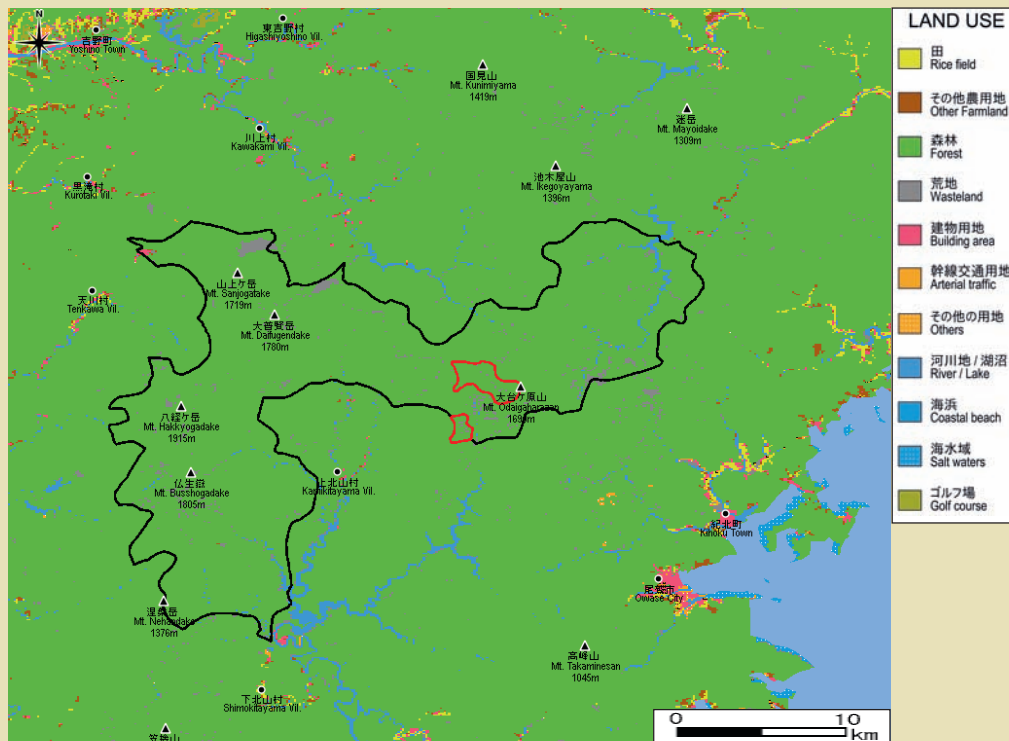 N
吉野町
Yoshino Town
東吉野村
Higashiyoshino Vil.
国見山
Mt. Kunimiyama
1419m
迷岳
Mt. Mayoidake
1309m
川上村
Kawakami Vil.
池木屋山
Mt. Ikegoyayama
1396m
黒滝村
Kurotaki Vil.
山上ケ岳
Mt. Sanjogatake
1719m
天川村
Tenkawa Vil.
大普賢岳
Mt. Daifugendake
1780m
大台ケ原山
Mt. Odaigaharazan
八経ケ岳
Mt. Hakkyogadake
1915m
仏生嶽
Mt. Busshogadake
1805m
上北山村
Kamikitayama Vil.
紀北町
Kihoku Town
尾鷲市
Owase City
涅槃岳
Mt. Nehandake
1376m
高峰山
Mt. Takaminesan
1045m
下北山村
Shimokitayama Vil.
笠捨山
0 10
km
LAND USE
田
Rice field
その他農用地
Other Farmland
森林
Forest
荒地
Wasteland
建物用地
Building area
幹線交通用地
Arterial traffic
その他の用地
Others
河川地 / 湖沼
River / Lake
海浜
Coastal beach
海水域
Salt waters
ゴルフ場
Golf course